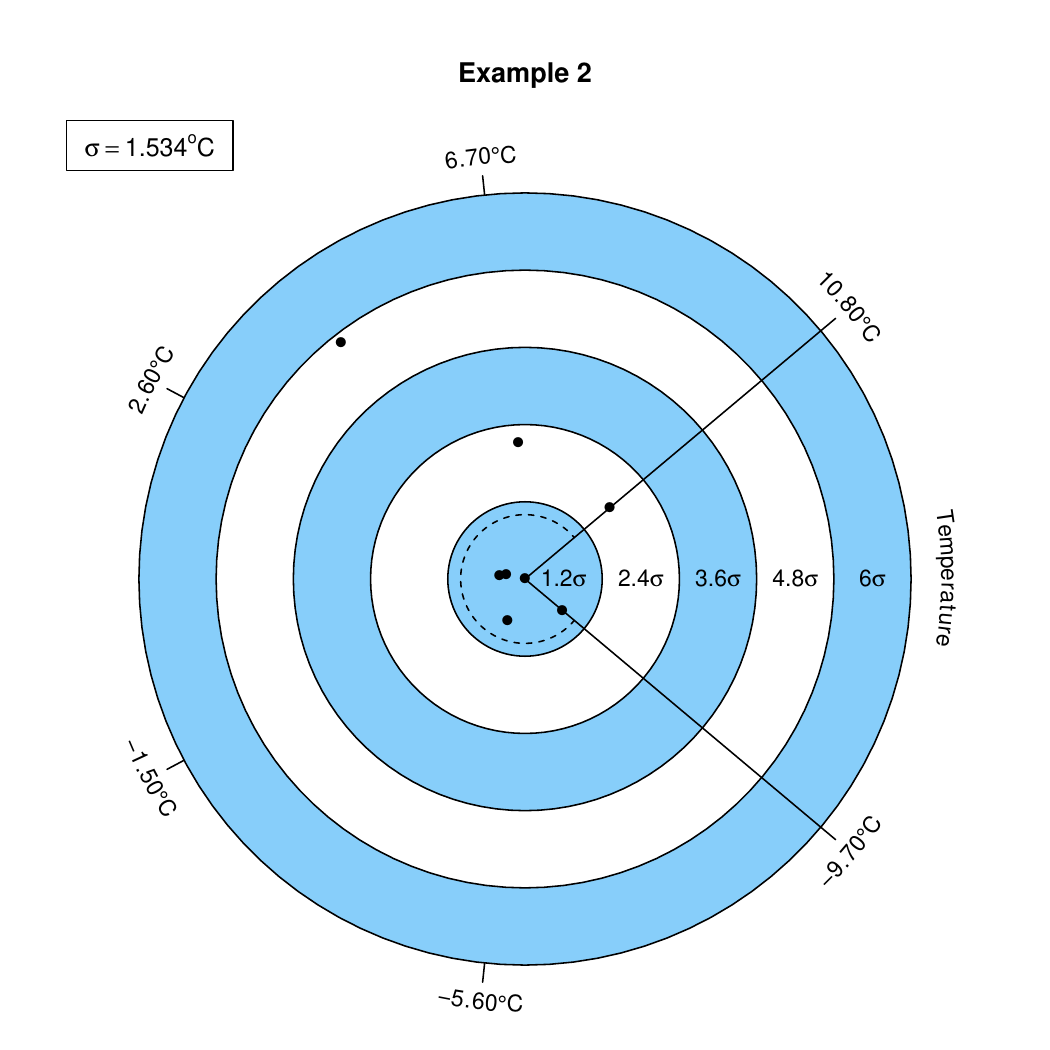 Example 2
σ = 1.534°C
6.70°C
10.80°C
2.60°C
Temperature
1.2σ 2.4σ 3.6σ 4.8σ 6σ
−1.50°C
−9.70°C
−5.60°C